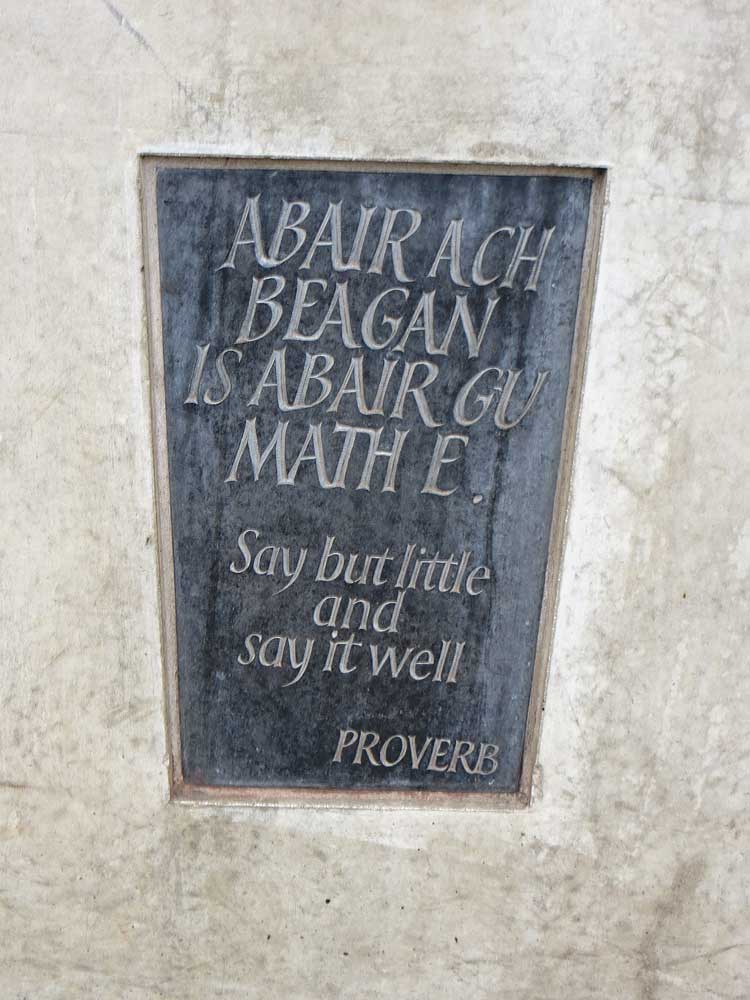 ABAIR ACH
BEAGAN
IS ABAIR GU
MATH E.
Say but little
and
say it well
PROVERB